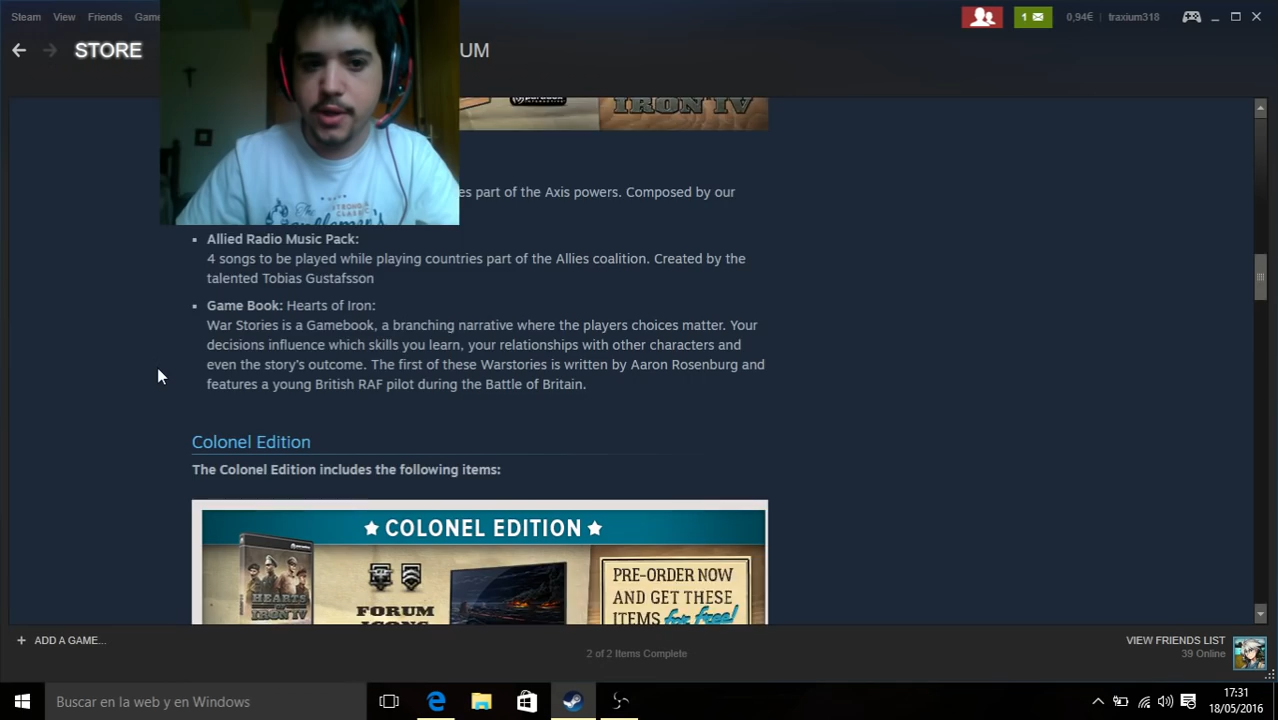 Steam View Friends Game
1
0,94€ traxium318
STORE
UM
paradox
IRON IV
es part of the Axis powers. Composed by our
Allied Radio Music Pack:
4 songs to be played while playing countries part of the Allies coalition. Created by the
talented Tobias Gustafsson
Game Book: Hearts of Iron:
War Stories is a Gamebook, a branching narrative where the players choices matter. Your
decisions influence which skills you learn, your relationships with other characters and
even the story's outcome. The first of these Warstories is written by Aaron Rosenburg and
features a young British RAF pilot during the Battle of Britain.
Colonel Edition
The Colonel Edition includes the following items:
COLONEL EDITION
HEARTS
IRON IV
FORUM
ICONS
PRE-ORDER NOW
AND GET THESE
ITEMS for free!
+ ADD A GAME...
2 of 2 Items Complete
VIEW FRIENDS LIST
39 Online
Buscar en la web y en Windows
17:31
18/05/2016